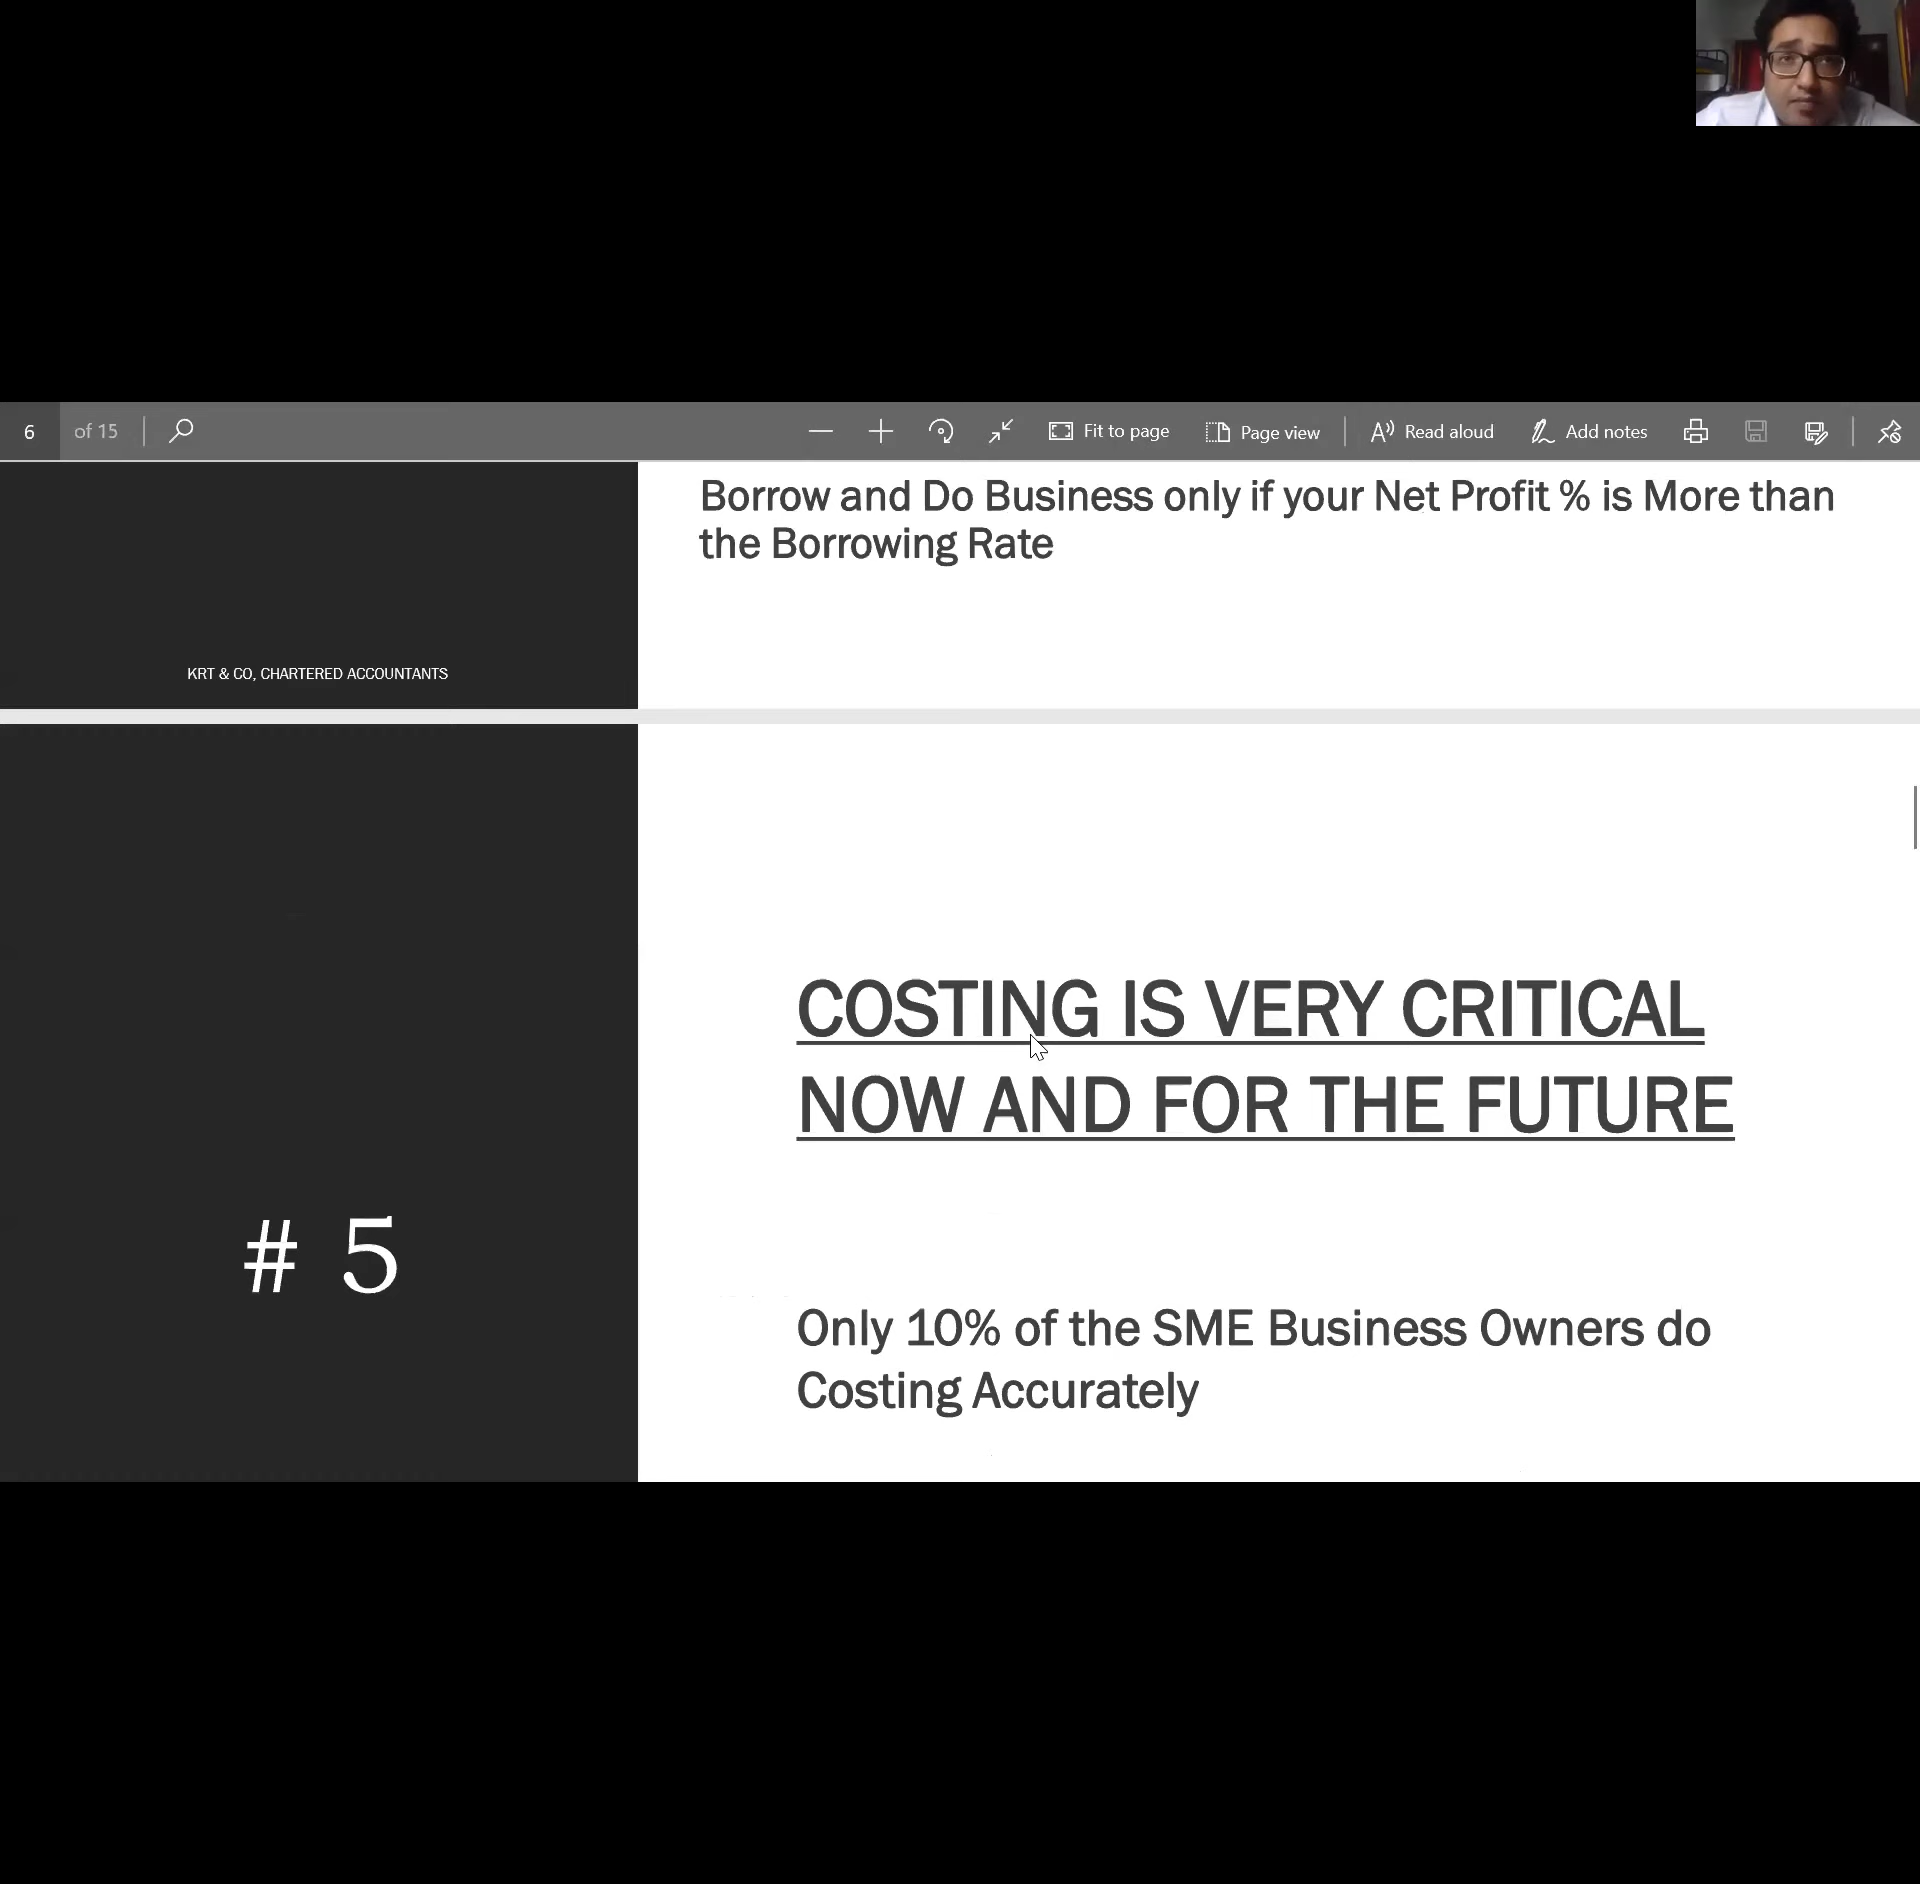 6 of 15 Fit to page Page view Read aloud Add notes
Borrow and Do Business only if your Net Profit % is More than
the Borrowing Rate
KRT & CO, CHARTERED ACCOUNTANTS
COSTING IS VERY CRITICAL
NOW AND FOR THE FUTURE
# 5
Only 10% of the SME Business Owners do
Costing Accurately